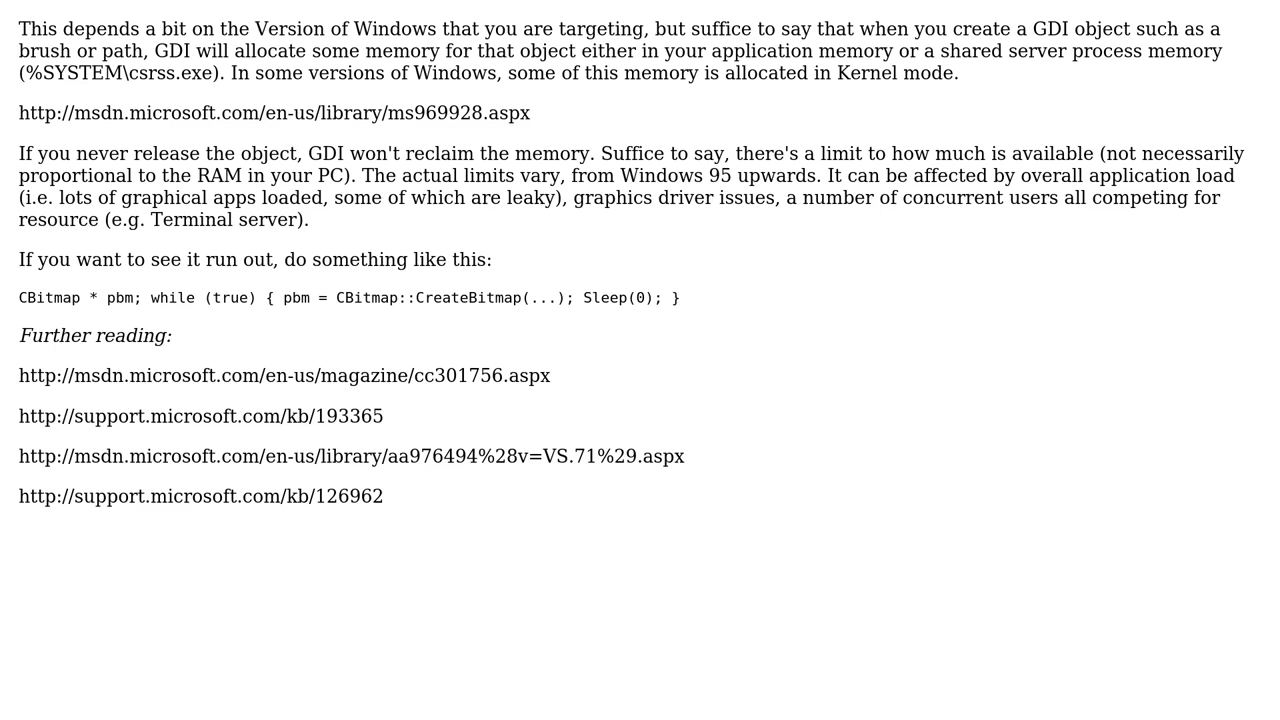 This depends a bit on the Version of Windows that you are targeting, but suffice to say that when you create a GDI object such as a
brush or path, GDI will allocate some memory for that object either in your application memory or a shared server process memory
(%SYSTEM\csrss.exe). In some versions of Windows, some of this memory is allocated in Kernel mode.
http://msdn.microsoft.com/en-us/library/ms969928.aspx
If you never release the object, GDI won't reclaim the memory. Suffice to say, there's a limit to how much is available (not necessarily
proportional to the RAM in your PC). The actual limits vary, from Windows 95 upwards. It can be affected by overall application load
(i.e. lots of graphical apps loaded, some of which are leaky), graphics driver issues, a number of concurrent users all competing for
resource (e.g. Terminal server).
If you want to see it run out, do something like this:
CBitmap * pbm; while (true) { pbm = CBitmap::CreateBitmap(...); Sleep(0); }
Further reading:
http://msdn.microsoft.com/en-us/magazine/cc301756.aspx
http://support.microsoft.com/kb/193365
http://msdn.microsoft.com/en-us/library/aa976494%28v=VS.71%29.aspx
http://support.microsoft.com/kb/126962